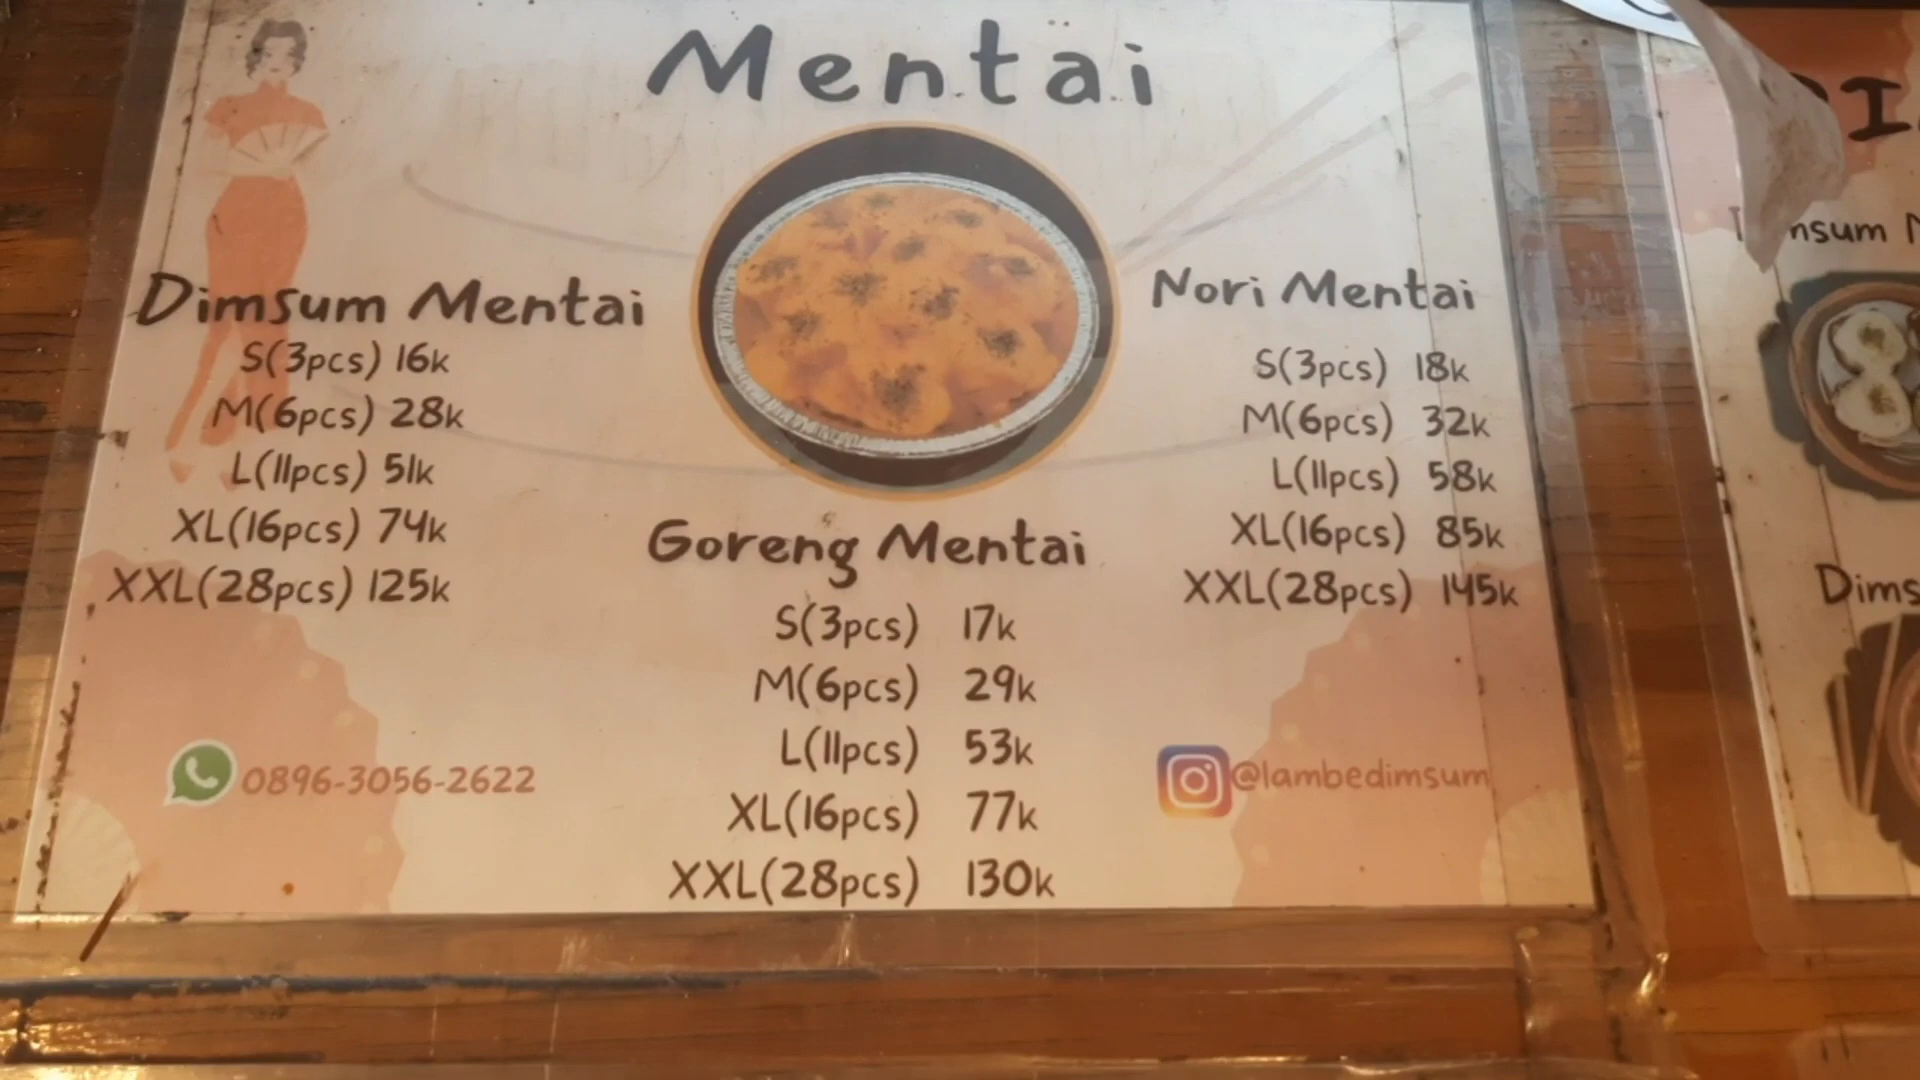 Mentai
Dimsum Mentai
S(3pcs) 16k
M(6pcs) 28k
L(11pcs) 51k
XL(16pcs) 74k
XXL(28pcs) 125k
Goreng Mentai
S(3pcs) 17k
M(6pcs) 29k
L(11pcs) 53k
XL(16pcs) 77k
XXL(28pcs) 130k
Nori Mentai
S(3pcs) 18k
M(6pcs) 32k
L(11pcs) 58k
XL(16pcs) 85k
XXL(28pcs) 145k
0896-3056-2622
@lambedimsum